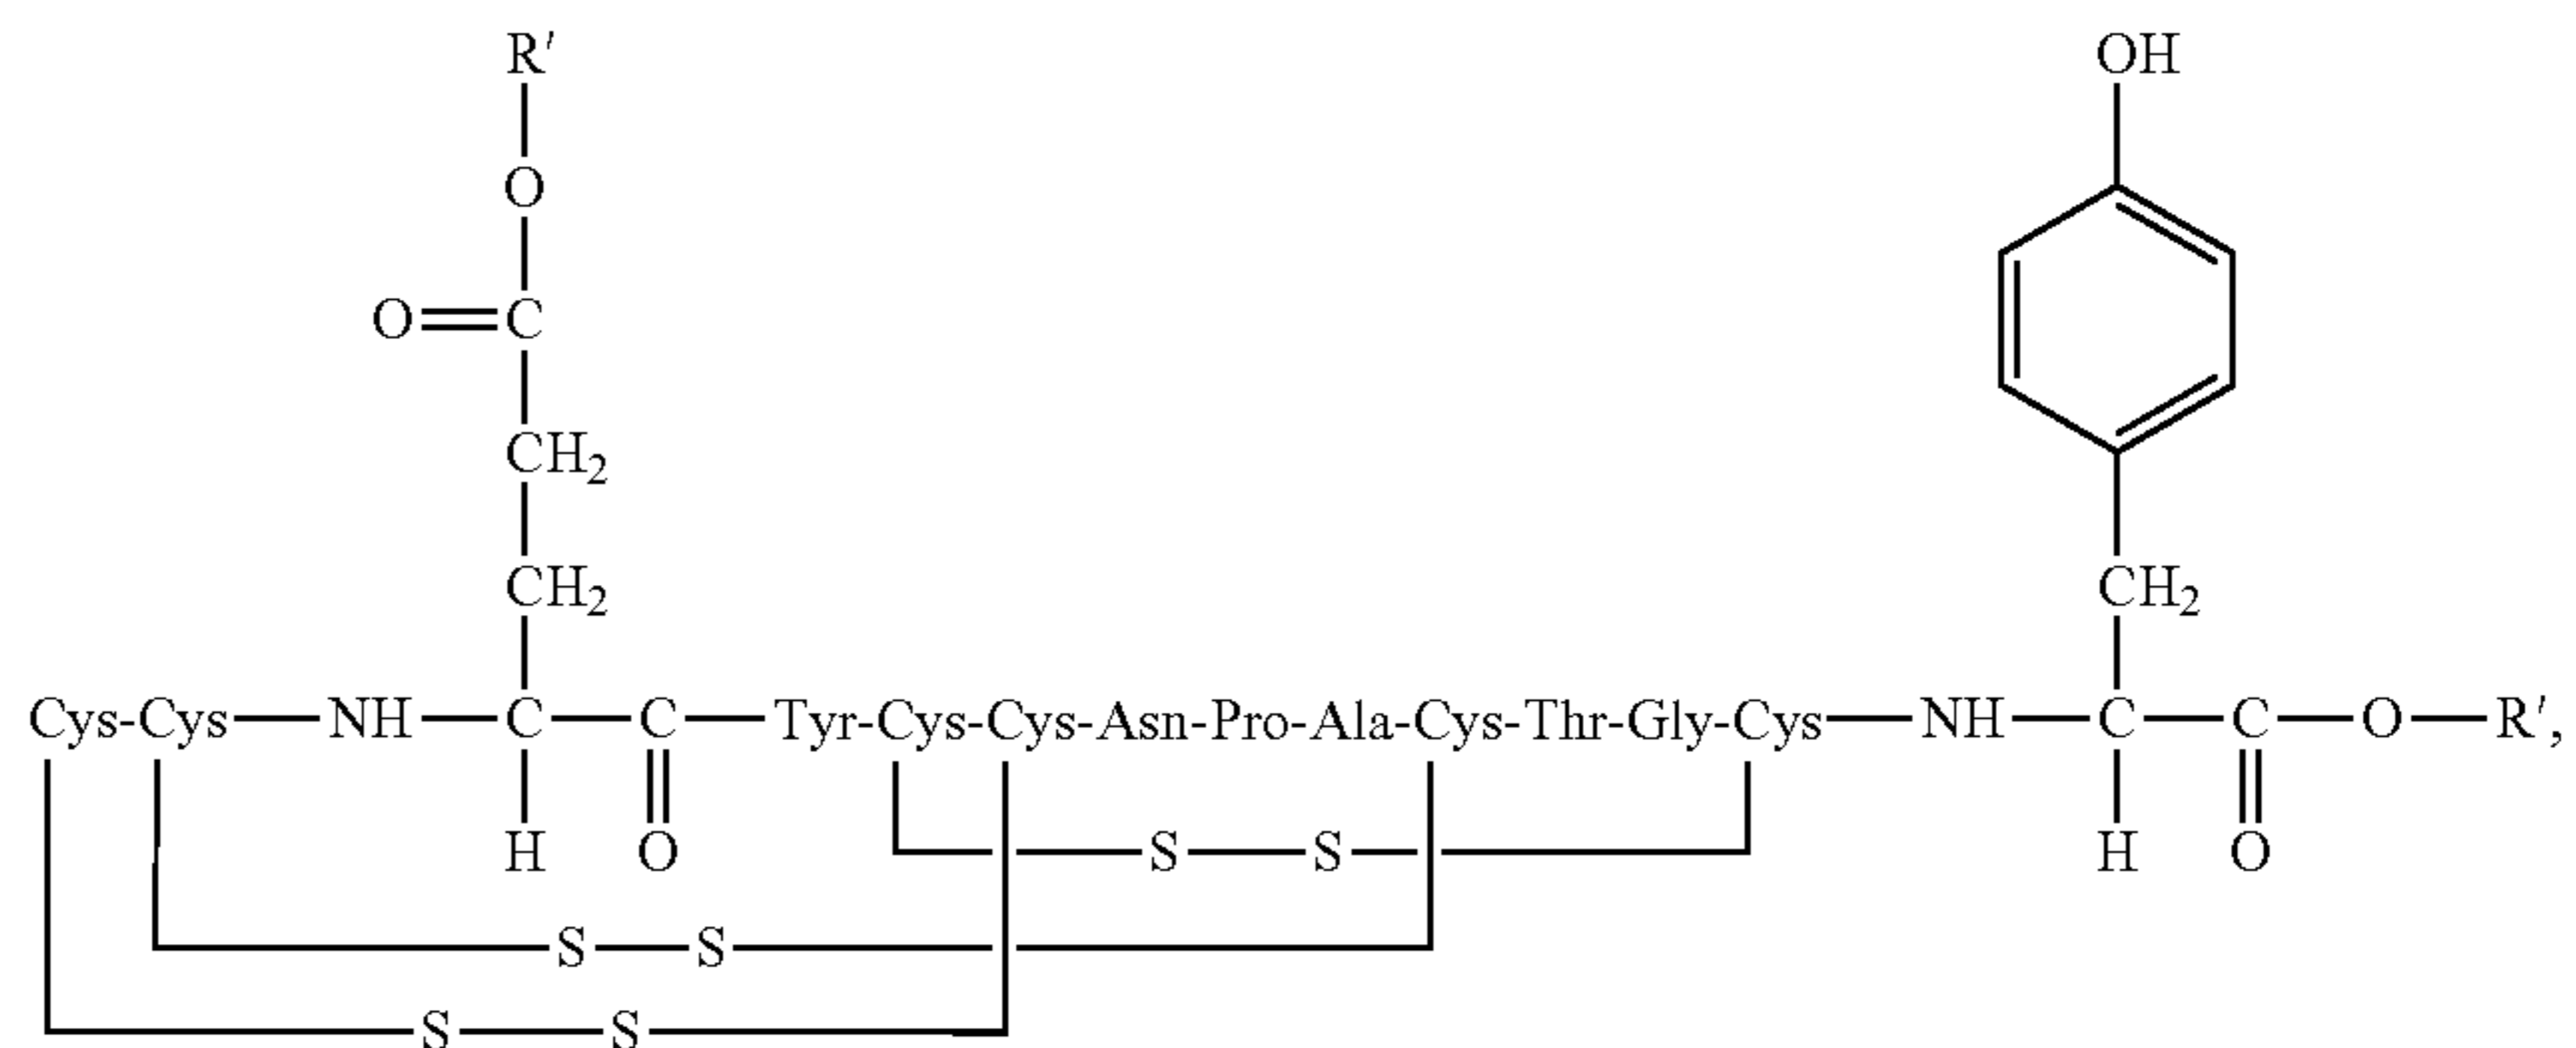 R′ OH
O
O C
CH₂
CH₂ CH₂
Cys-Cys NH C C Tyr-Cys-Cys-Asn-Pro-Ala-Cys-Thr-Gly-Cys NH C C O R′,
H O S S H O
S S
S S